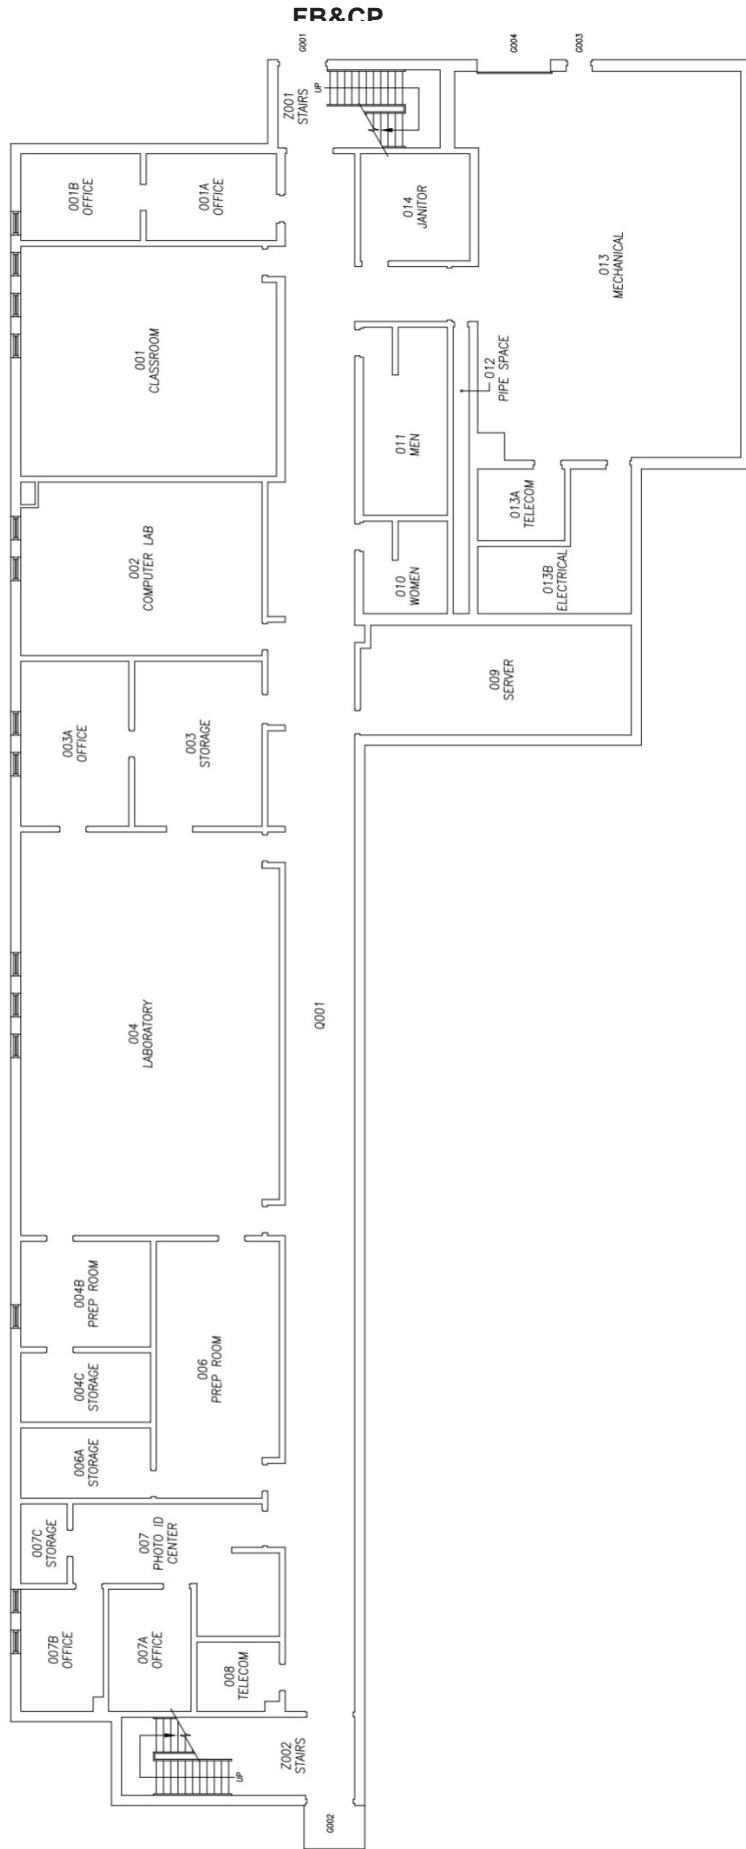 FB&CP
G001
G004
G003
Z001
STAIRS
UP
001B
OFFICE
001A
OFFICE
014
JANITOR
013
MECHANICAL
001
CLASSROOM
012
PIPE SPACE
011
MEN
013A
TELECOM
002
COMPUTER LAB
010
WOMEN
013B
ELECTRICAL
009
SERVER
003A
OFFICE
003
STORAGE
004
LABORATORY
Q001
004B
PREP ROOM
006
PREP ROOM
004C
STORAGE
006A
STORAGE
007C
STORAGE
007
PHOTO ID
CENTER
007B
OFFICE
007A
OFFICE
008
TELECOM
Z002
STAIRS
UP
G002